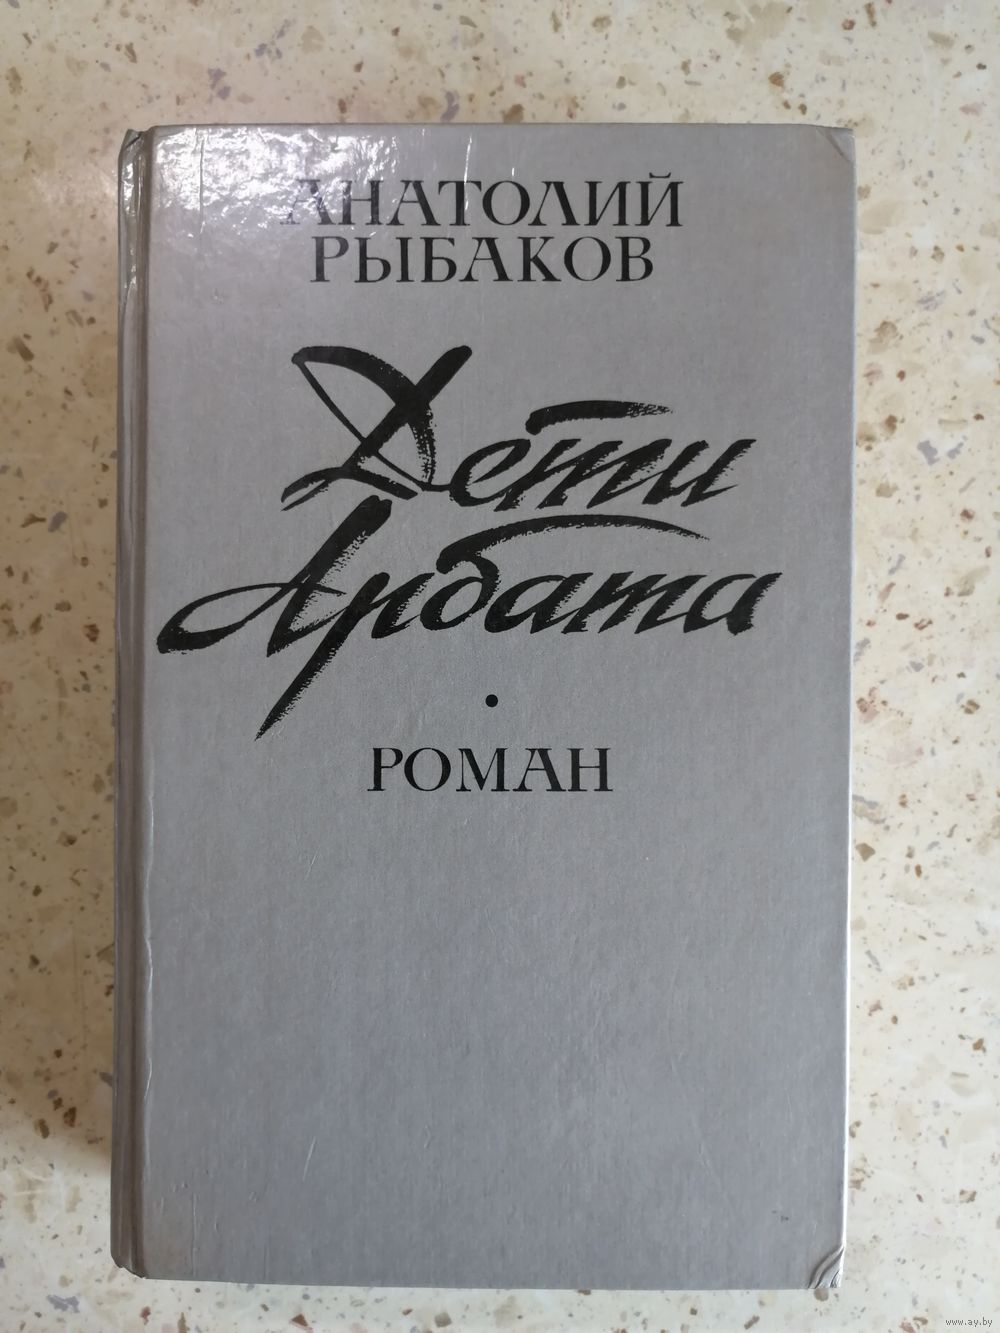 АНАТОЛИЙ
РЫБАКОВ
Дети
Арбата
•
РОМАН
www.ay.by